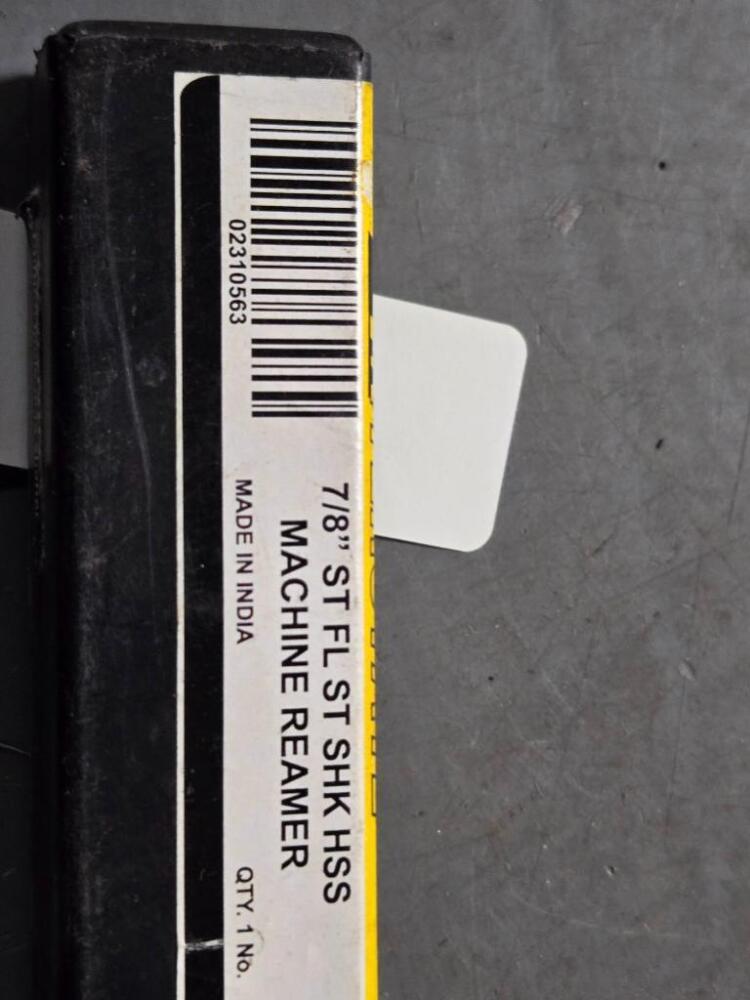 02310563
7/8” ST FL ST SHK HSS
MACHINE REAMER
MADE IN INDIA
QTY. 1 No.